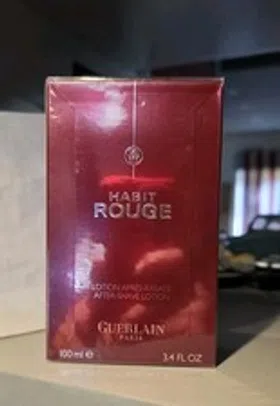 HABIT
ROUGE
LOTION APRÈS-RASAGE
AFTER-SHAVE LOTION
GUERLAIN
PARIS
100 ml e 3.4 FL OZ